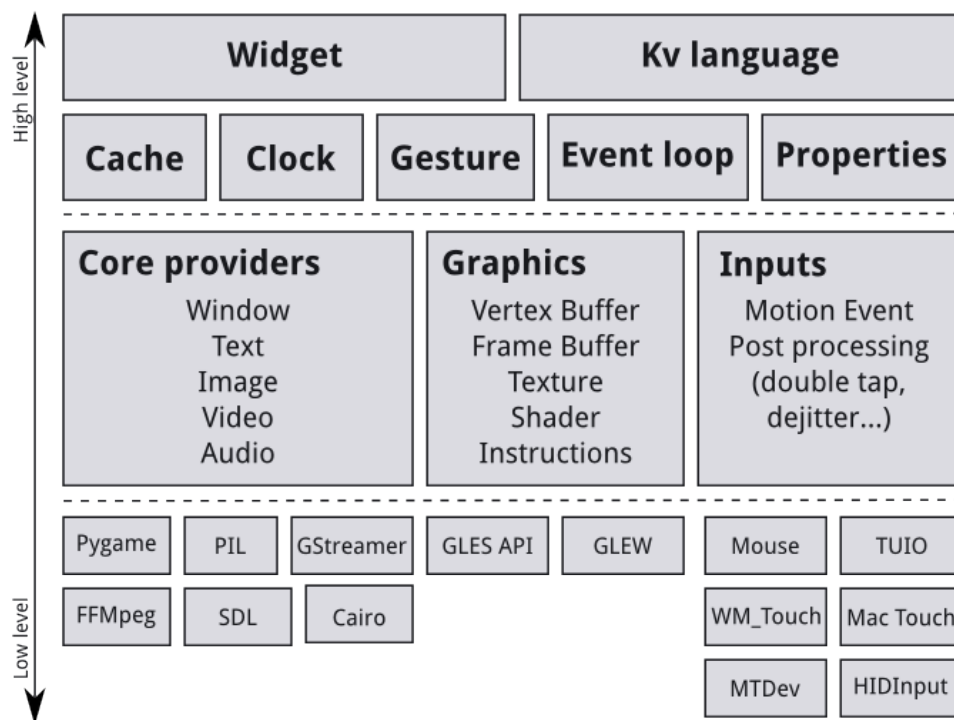 High level
Widget
Kv language
Cache
Clock
Gesture
Event loop
Properties
Core providers
Window
Text
Image
Video
Audio
Graphics
Vertex Buffer
Frame Buffer
Texture
Shader
Instructions
Inputs
Motion Event
Post processing
(double tap,
dejitter...)
Low level
Pygame
PIL
GStreamer
GLES API
GLEW
Mouse
TUIO
FFMpeg
SDL
Cairo
WM_Touch
Mac Touch
MTDev
HIDInput